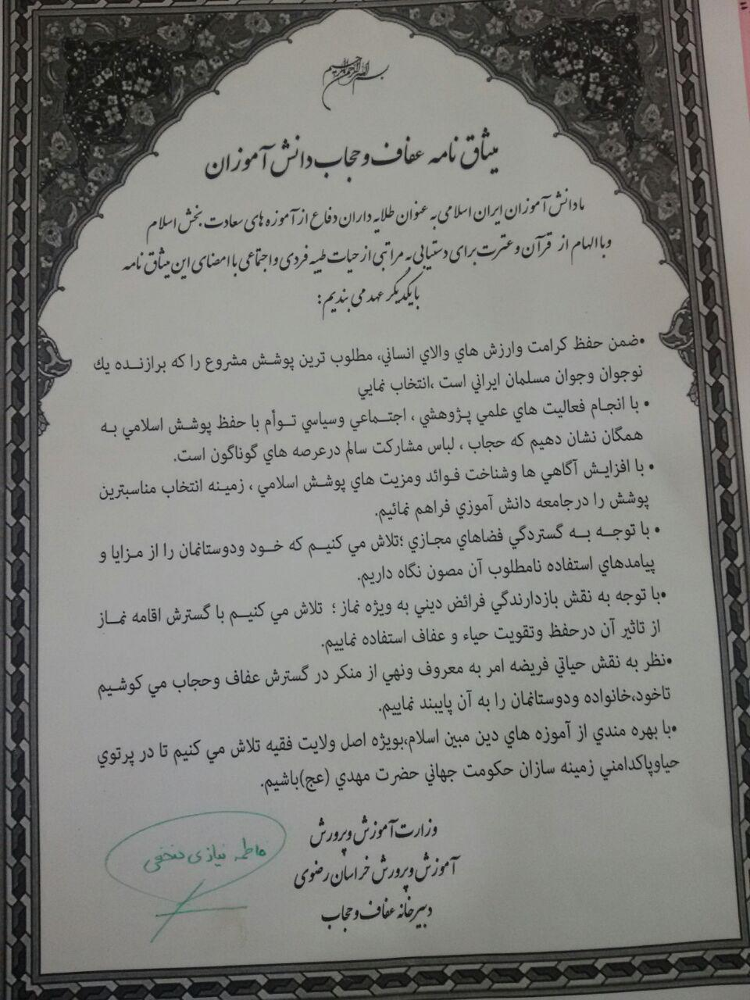 بسم الله الرحمن الرحیم
میثاق نامه عفاف و حجاب دانش آموزان
ما دانش آموزان ایران اسلامی به عنوان طلایه داران دفاع از آموزه های سعادت بخش اسلام
و با الهام از قرآن و عترت برای دستیابی به مراتبی از حیات طیبه فردی و اجتماعی با امضای این میثاق نامه
با یکدیگر عهد می بندیم:
•ضمن حفظ كرامت وارزش هاي والاي انساني، مطلوب ترين پوشش مشروع را كه برازنده يك
نوجوان وجوان مسلمان ايراني است ،انتخاب نمايي
• با انجام فعاليت هاي علمي پژوهشي ، اجتماعي وسياسي توأم با حفظ پوشش اسلامي به
همگان نشان دهيم كه حجاب ، لباس مشاركت سالم درعرصه هاي گوناگون است.
• با افزايش آگاهي ها وشناخت فوائد ومزيت هاي پوشش اسلامي ، زمينه انتخاب مناسبترين
پوشش را درجامعه دانش آموزي فراهم نمائيم.
• با توجه به گستردگي فضاهاي مجازي ؛تلاش مي كنيم كه خود ودوستانمان را از مزايا و
پيامدهاي استفاده نامطلوب آن مصون نگاه داريم.
•با توجه به نقش بازدارندگي فرائض ديني به ويژه نماز ؛ تلاش مي كنيم با گسترش اقامه نماز
از تاثير آن درحفظ وتقويت حياء و عفاف استفاده نماييم.
•نظر به نقش حياتي فريضه امر به معروف ونهي از منكر در گسترش عفاف وحجاب مي كوشيم
تاخود،خانواده ودوستانمان را به آن پايبند نماييم.
•با بهره مندي از آموزه هاي دين مبين اسلام،بويژه اصل ولايت فقيه تلاش مي كنيم تا در پرتوي
حياوپاكدامني زمينه سازان حكومت جهاني حضرت مهدي (عج)باشيم.
وزارت آموزش و پرورش
آموزش و پرورش خراسان رضوی
دبیرخانه عفاف و حجاب
فاطمه نیازی